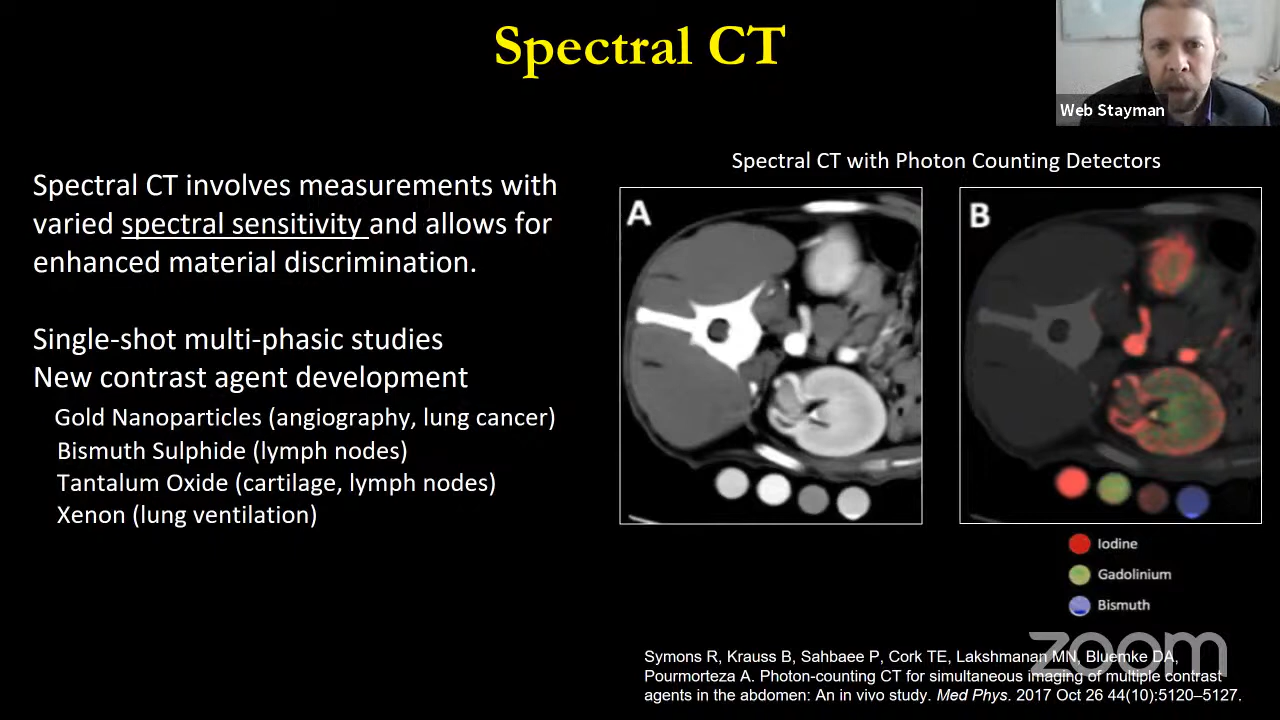 Spectral CT
Web Stayman
Spectral CT involves measurements with
varied spectral sensitivity and allows for
enhanced material discrimination.
Single-shot multi-phasic studies
New contrast agent development
Gold Nanoparticles (angiography, lung cancer)
Bismuth Sulphide (lymph nodes)
Tantalum Oxide (cartilage, lymph nodes)
Xenon (lung ventilation)
Spectral CT with Photon Counting Detectors
A
B
Iodine
Gadolinium
Bismuth
zoom
Symons R, Krauss B, Sahbaee P, Cork TE, Lakshmanan MN, Bluemke DA,
Pourmorteza A. Photon-counting CT for simultaneous imaging of multiple contrast
agents in the abdomen: An in vivo study. Med Phys. 2017 Oct 26 44(10):5120–5127.